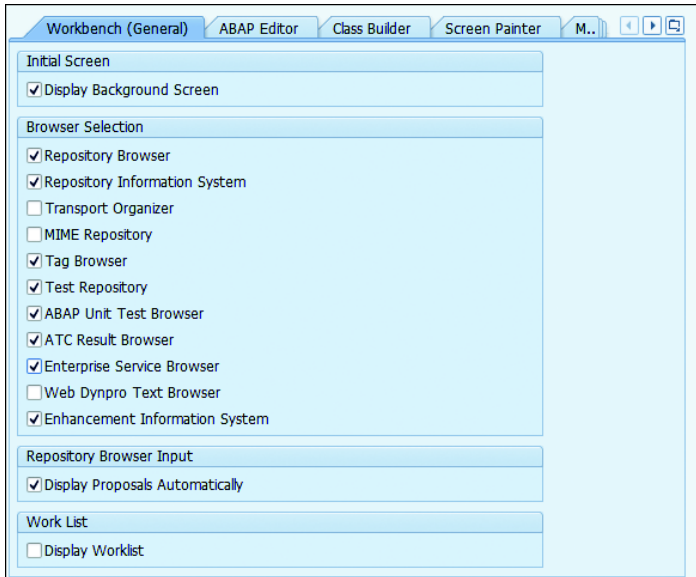 Workbench (General) ABAP Editor Class Builder Screen Painter M..
Initial Screen
Display Background Screen
Browser Selection
Repository Browser
Repository Information System
Transport Organizer
MIME Repository
Tag Browser
Test Repository
ABAP Unit Test Browser
ATC Result Browser
Enterprise Service Browser
Web Dynpro Text Browser
Enhancement Information System
Repository Browser Input
Display Proposals Automatically
Work List
Display Worklist